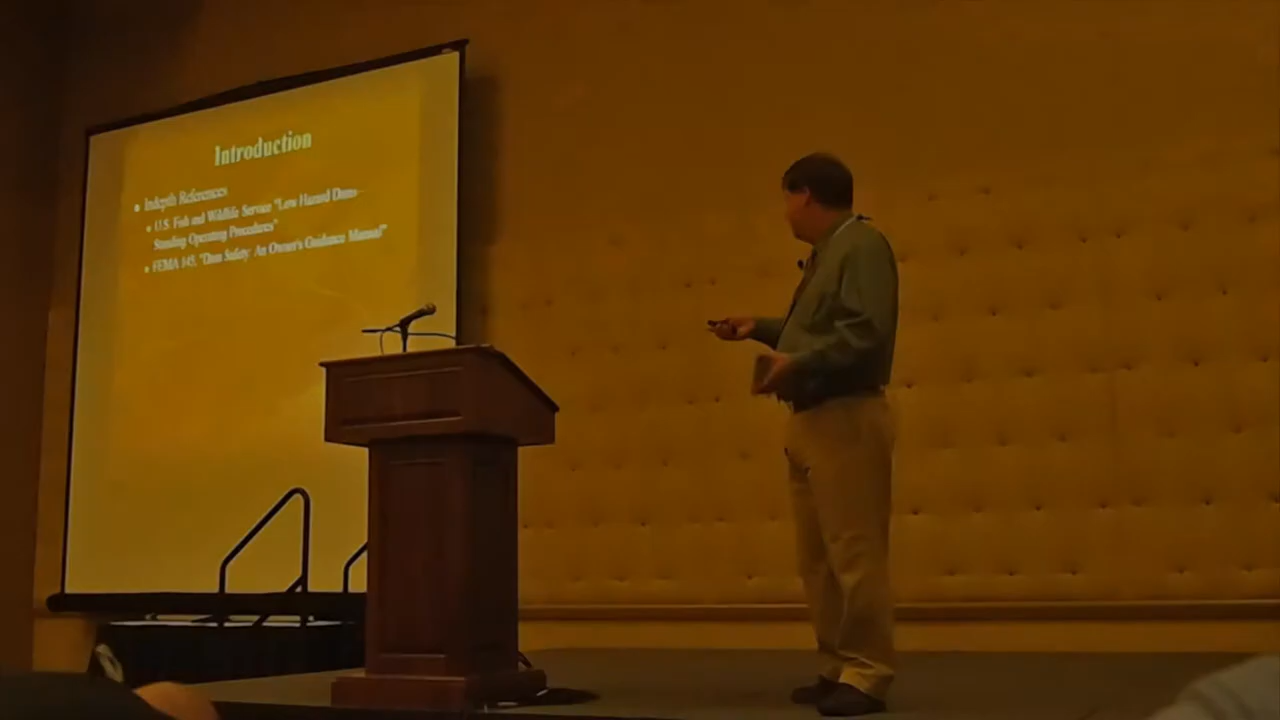 Introduction
Indepth References
U.S. Fish and Wildlife Service "Low Hazard Dams-
Standing Operating Procedures"
FEMA 145, "Dam Safety: An Owner's Guidance Manual"